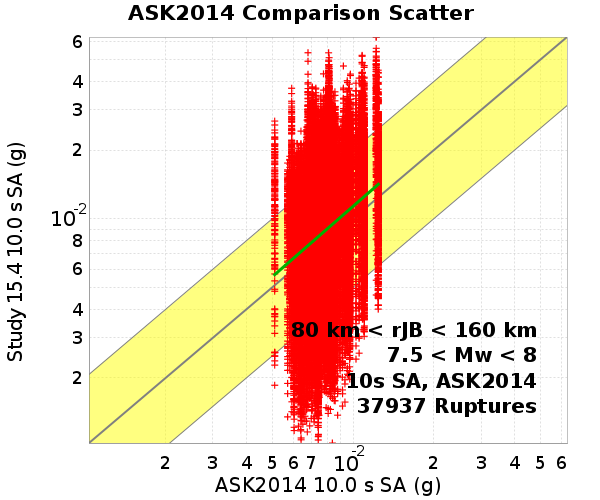 ASK2014 Comparison Scatter
6
4
3
2
10-2
8
6
4
3
2
Study 15.4 10.0 s SA (g)
80 km < rJB < 160 km
7.5 < Mw < 8
10s SA, ASK2014
37937 Ruptures
2 3 4 5 6 7 10-2 2 3 4 5 6
ASK2014 10.0 s SA (g)